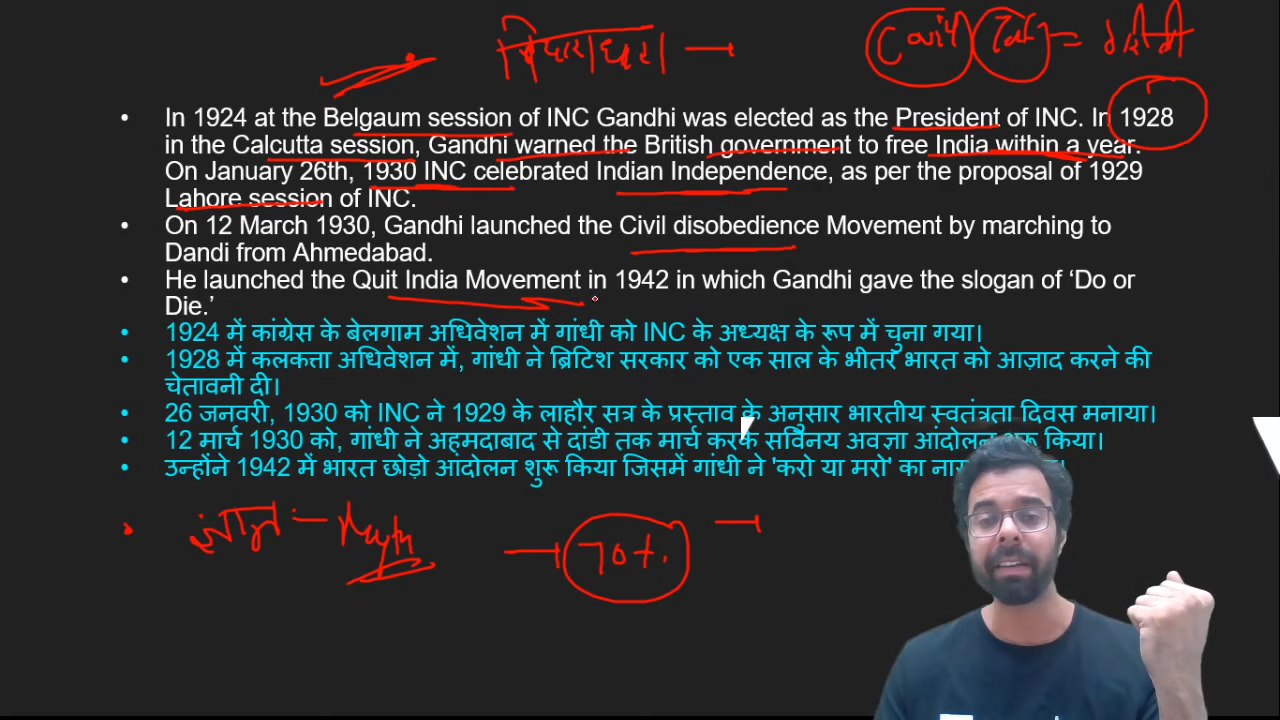 विचारधारा
In 1924 at the Belgaum session of INC Gandhi was elected as the President of INC. In 1928
in the Calcutta session, Gandhi warned the British government to free India within a year.
On January 26th, 1930 INC celebrated Indian Independence, as per the proposal of 1929
Lahore session of INC.
On 12 March 1930, Gandhi launched the Civil disobedience Movement by marching to
Dandi from Ahmedabad.
He launched the Quit India Movement in 1942 in which Gandhi gave the slogan of ‘Do or
Die.’
1924 में कांग्रेस के बेलगाम अधिवेशन में गांधी को INC के अध्यक्ष के रूप में चुना गया।
1928 में कलकत्ता अधिवेशन में, गांधी ने ब्रिटिश सरकार को एक साल के भीतर भारत को आज़ाद करने की
चेतावनी दी।
26 जनवरी, 1930 को INC ने 1929 के लाहौर सत्र के प्रस्ताव के अनुसार भारतीय स्वतंत्रता दिवस मनाया।
12 मार्च 1930 को, गांधी ने अहमदाबाद से दांडी तक मार्च करके सविनय अवज्ञा आंदोलन शुरू किया।
उन्होंने 1942 में भारत छोड़ो आंदोलन शुरू किया जिसमें गांधी ने 'करो या मरो' का
70%